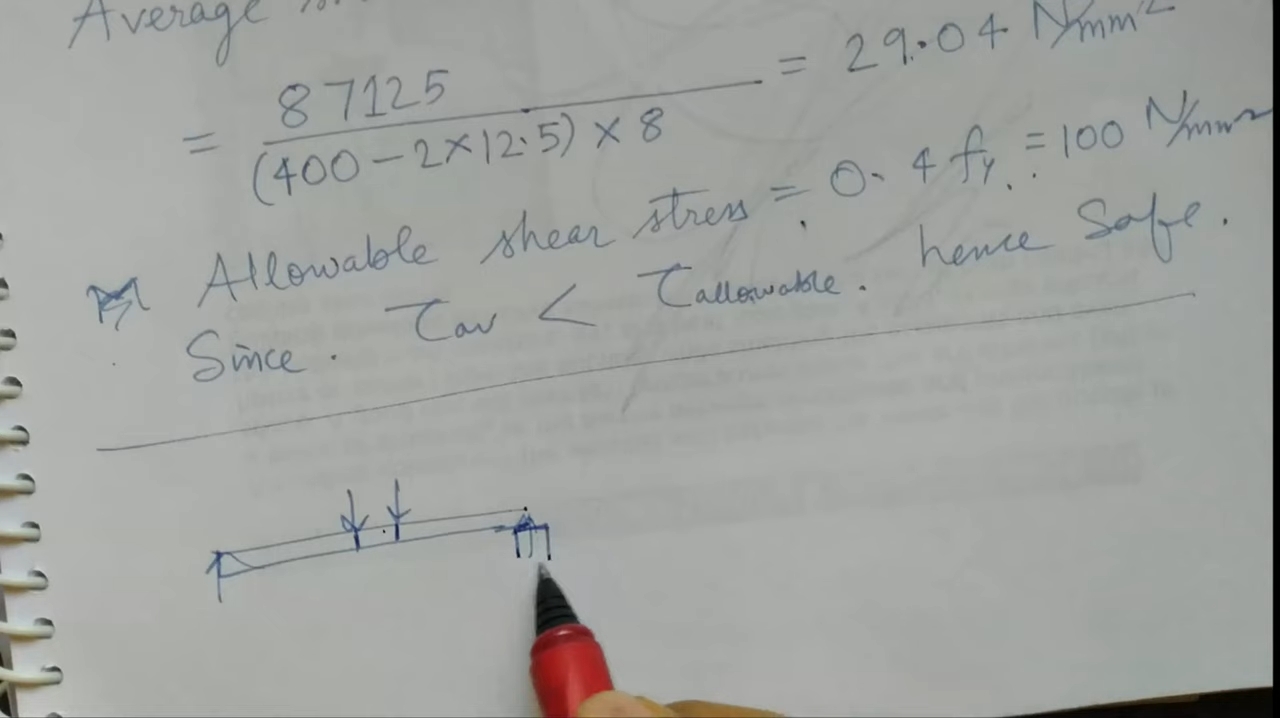 Average
87125
= ———— = 29.04 N/mm²
(400 - 2×12.5) × 8
Allowable shear stress = 0.4 fy = 100 N/mm²
Since. τav < τallowable. hence Safe.